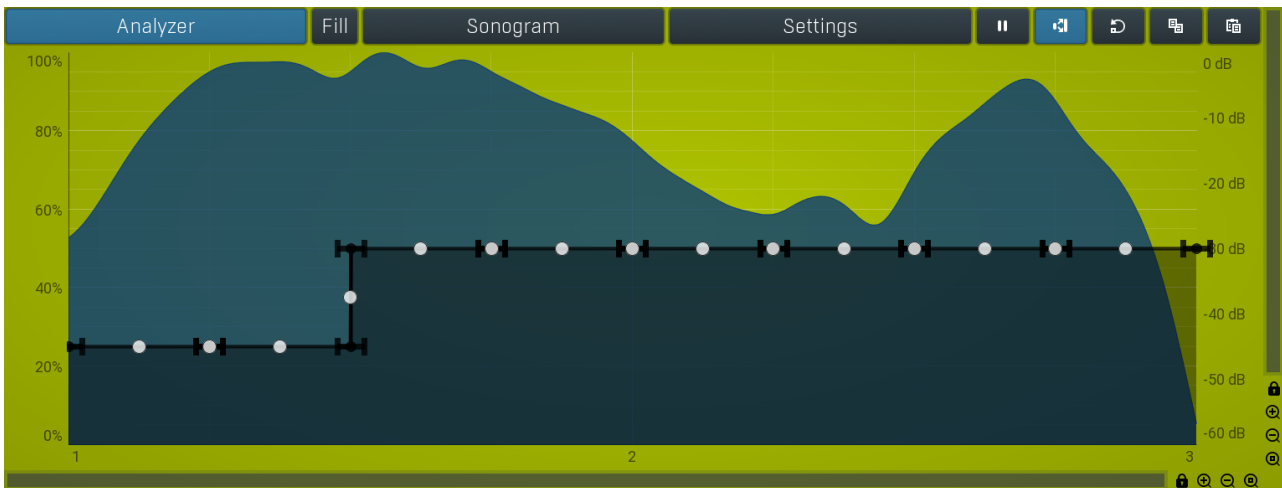 Analyzer Fill Sonogram Settings
100% 0 dB
-10 dB
80%
-20 dB
60%
30 dB
40%
-40 dB
20%
-50 dB
0% -60 dB
1 2 3